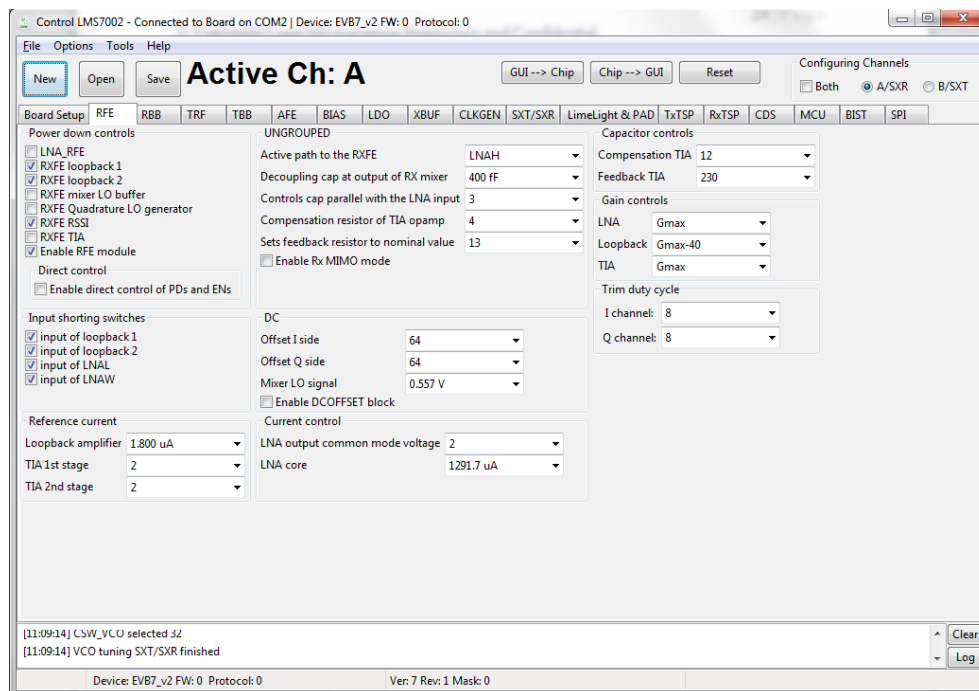 Control LMS7002 - Connected to Board on COM2 | Device: EVB7_v2 FW: 0 Protocol: 0
File Options Tools Help
New Open Save Active Ch: A GUI --> Chip Chip --> GUI Reset
Configuring Channels
Both A/SXR B/SXT
Board Setup RFE RBB TRF TBB AFE BIAS LDO XBUF CLKGEN SXT/SXR LimeLight & PAD TxTSP RxTSP CDS MCU BIST SPI
Power down controls
LNA_RFE
RXFE loopback 1
RXFE loopback 2
RXFE mixer LO buffer
RXFE Quadrature LO generator
RXFE RSSI
RXFE TIA
Enable RFE module
Direct control
Enable direct control of PDs and ENs
Input shorting switches
input of loopback 1
input of loopback 2
input of LNAL
input of LNAW
Reference current
Loopback amplifier 1.800 uA
TIA 1st stage 2
TIA 2nd stage 2
UNGROUPED
Active path to the RXFE LNAH
Decoupling cap at output of RX mixer 400 fF
Controls cap parallel with the LNA input 3
Compensation resistor of TIA opamp 4
Sets feedback resistor to nominal value 13
Enable Rx MIMO mode
DC
Offset I side 64
Offset Q side 64
Mixer LO signal 0.557 V
Enable DCOFFSET block
Current control
LNA output common mode voltage 2
LNA core 1291.7 uA
Capacitor controls
Compensation TIA 12
Feedback TIA 230
Gain controls
LNA Gmax
Loopback Gmax-40
TIA Gmax
Trim duty cycle
I channel: 8
Q channel: 8
[11:09:14] CSW_VCO selected 32
[11:09:14] VCO tuning SXT/SXR finished
Clear
Log
Device: EVB7_v2 FW: 0 Protocol: 0 Ver: 7 Rev: 1 Mask: 0